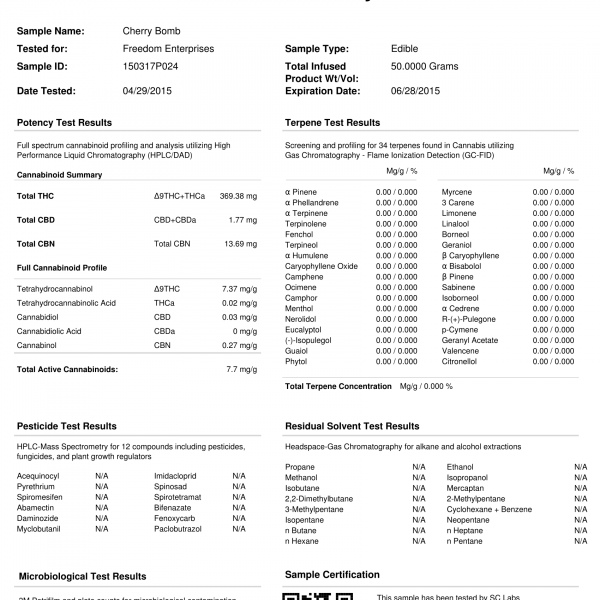 Sample Name: Cherry Bomb
Tested for: Freedom Enterprises
Sample ID: 150317P024
Date Tested: 04/29/2015
Sample Type: Edible
Total Infused 50.0000 Grams
Product Wt/Vol:
Expiration Date: 06/28/2015
Potency Test Results
Full spectrum cannabinoid profiling and analysis utilizing High
Performance Liquid Chromatography (HPLC/DAD)
Cannabinoid Summary
Total THC Δ9THC+THCa 369.38 mg
Total CBD CBD+CBDa 1.77 mg
Total CBN Total CBN 13.69 mg
Full Cannabinoid Profile
Tetrahydrocannabinol Δ9THC 7.37 mg/g
Tetrahydrocannabinolic Acid THCa 0.02 mg/g
Cannabidiol CBD 0.03 mg/g
Cannabidiolic Acid CBDa 0 mg/g
Cannabinol CBN 0.27 mg/g
Total Active Cannabinoids: 7.7 mg/g
Terpene Test Results
Screening and profiling for 34 terpenes found in Cannabis utilizing
Gas Chromatography - Flame Ionization Detection (GC-FID)
Mg/g / % Mg/g / %
α Pinene 0.00 / 0.000 Myrcene 0.00 / 0.000
α Phellandrene 0.00 / 0.000 3 Carene 0.00 / 0.000
α Terpinene 0.00 / 0.000 Limonene 0.00 / 0.000
Terpinolene 0.00 / 0.000 Linalool 0.00 / 0.000
Fenchol 0.00 / 0.000 Borneol 0.00 / 0.000
Terpineol 0.00 / 0.000 Geraniol 0.00 / 0.000
α Humulene 0.00 / 0.000 β Caryophyllene 0.00 / 0.000
Caryophyllene Oxide 0.00 / 0.000 α Bisabolol 0.00 / 0.000
Camphene 0.00 / 0.000 β Pinene 0.00 / 0.000
Ocimene 0.00 / 0.000 Sabinene 0.00 / 0.000
Camphor 0.00 / 0.000 Isoborneol 0.00 / 0.000
Menthol 0.00 / 0.000 α Cedrene 0.00 / 0.000
Nerolidol 0.00 / 0.000 R-(+)-Pulegone 0.00 / 0.000
Eucalyptol 0.00 / 0.000 p-Cymene 0.00 / 0.000
(-)-Isopulegol 0.00 / 0.000 Geranyl Acetate 0.00 / 0.000
Guaiol 0.00 / 0.000 Valencene 0.00 / 0.000
Phytol 0.00 / 0.000 Citronellol 0.00 / 0.000
Total Terpene Concentration Mg/g / 0.000 %
Pesticide Test Results
HPLC-Mass Spectrometry for 12 compounds including pesticides,
fungicides, and plant growth regulators
Acequinocyl N/A Imidacloprid N/A
Pyrethrium N/A Spinosad N/A
Spiromesifen N/A Spirotetramat N/A
Abamectin N/A Bifenazate N/A
Daminozide N/A Fenoxycarb N/A
Myclobutanil N/A Paclobutrazol N/A
Residual Solvent Test Results
Headspace-Gas Chromatography for alkane and alcohol extractions
Propane N/A Ethanol N/A
Methanol N/A Isopropanol N/A
Isobutane N/A Mercaptan N/A
2,2-Dimethylbutane N/A 2-Methylpentane N/A
3-Methylpentane N/A Cyclohexane + Benzene N/A
Isopentane N/A Neopentane N/A
n Butane N/A n Heptane N/A
n Hexane N/A n Pentane N/A
Microbiological Test Results
3M Petrifilm and plate counts for microbiological contamination
Sample Certification
This sample has been tested by SC Labs